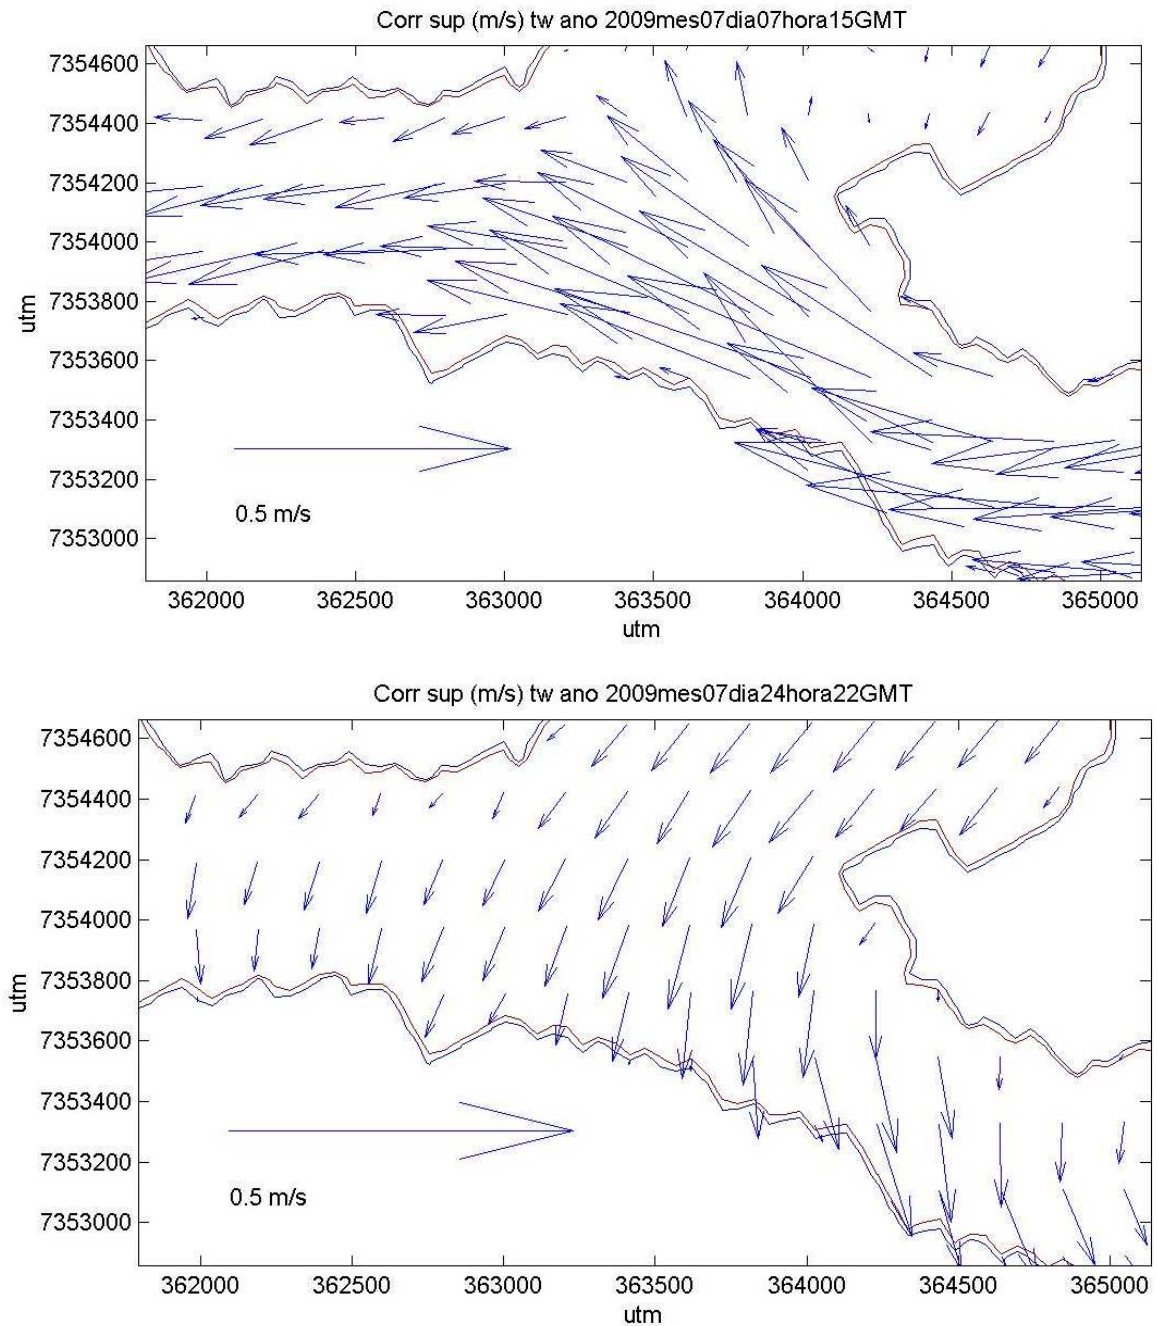 Corr sup (m/s) tw ano 2009mes07dia07hora15GMT
7354600
7354400
7354200
7354000
7353800
7353600
7353400
7353200
7353000
utm
0.5 m/s
362000 362500 363000 363500 364000 364500 365000
utm
Corr sup (m/s) tw ano 2009mes07dia24hora22GMT
7354600
7354400
7354200
7354000
7353800
7353600
7353400
7353200
7353000
utm
0.5 m/s
362000 362500 363000 363500 364000 364500 365000
utm